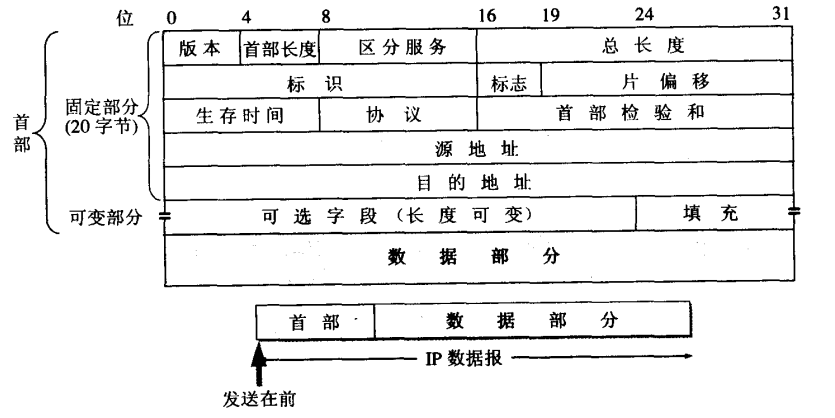 位 0 4 8 16 19 24 31
版本 首部长度 区分服务 总长度
标识 标志 片偏移
生存时间 协议 首部检验和
源地址
目的地址
可选字段（长度可变） 填充
数据部分
首部
固定部分
(20 字节)
可变部分
首部 数据部分
IP 数据报
发送在前